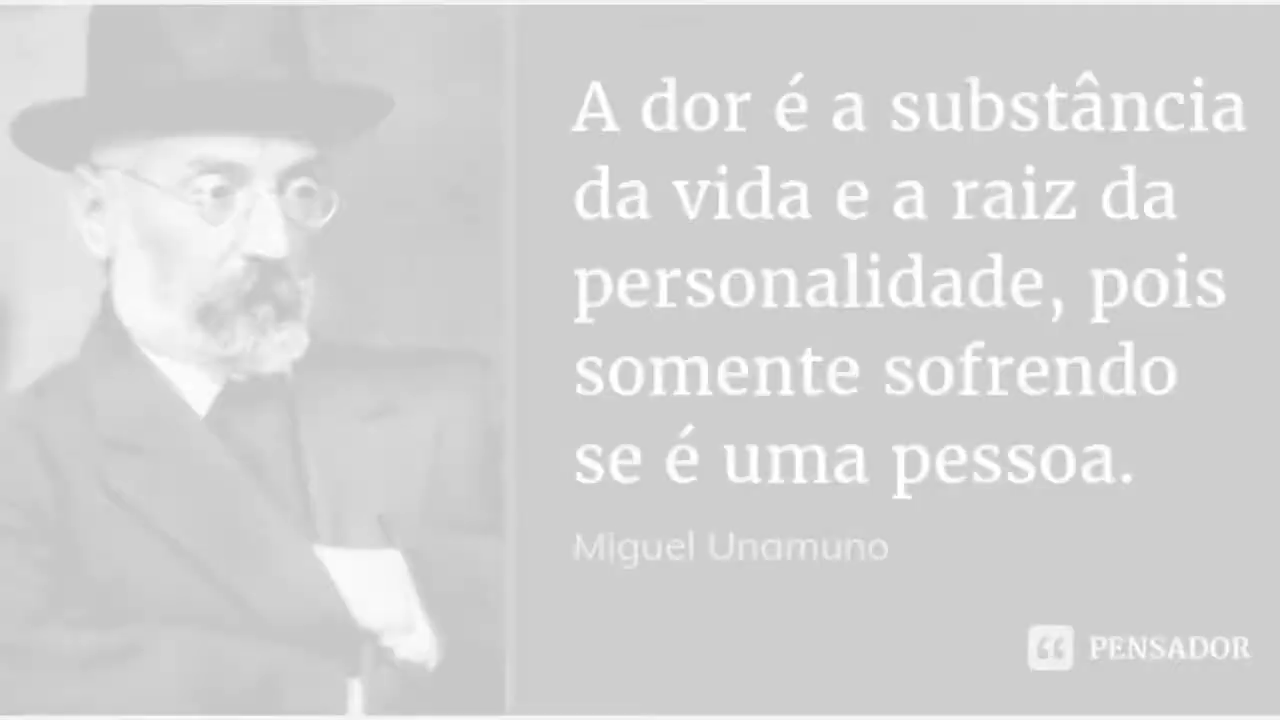 A dor é a substância
da vida e a raiz da
personalidade, pois
somente sofrendo
se é uma pessoa.
Miguel Unamuno
PENSADOR